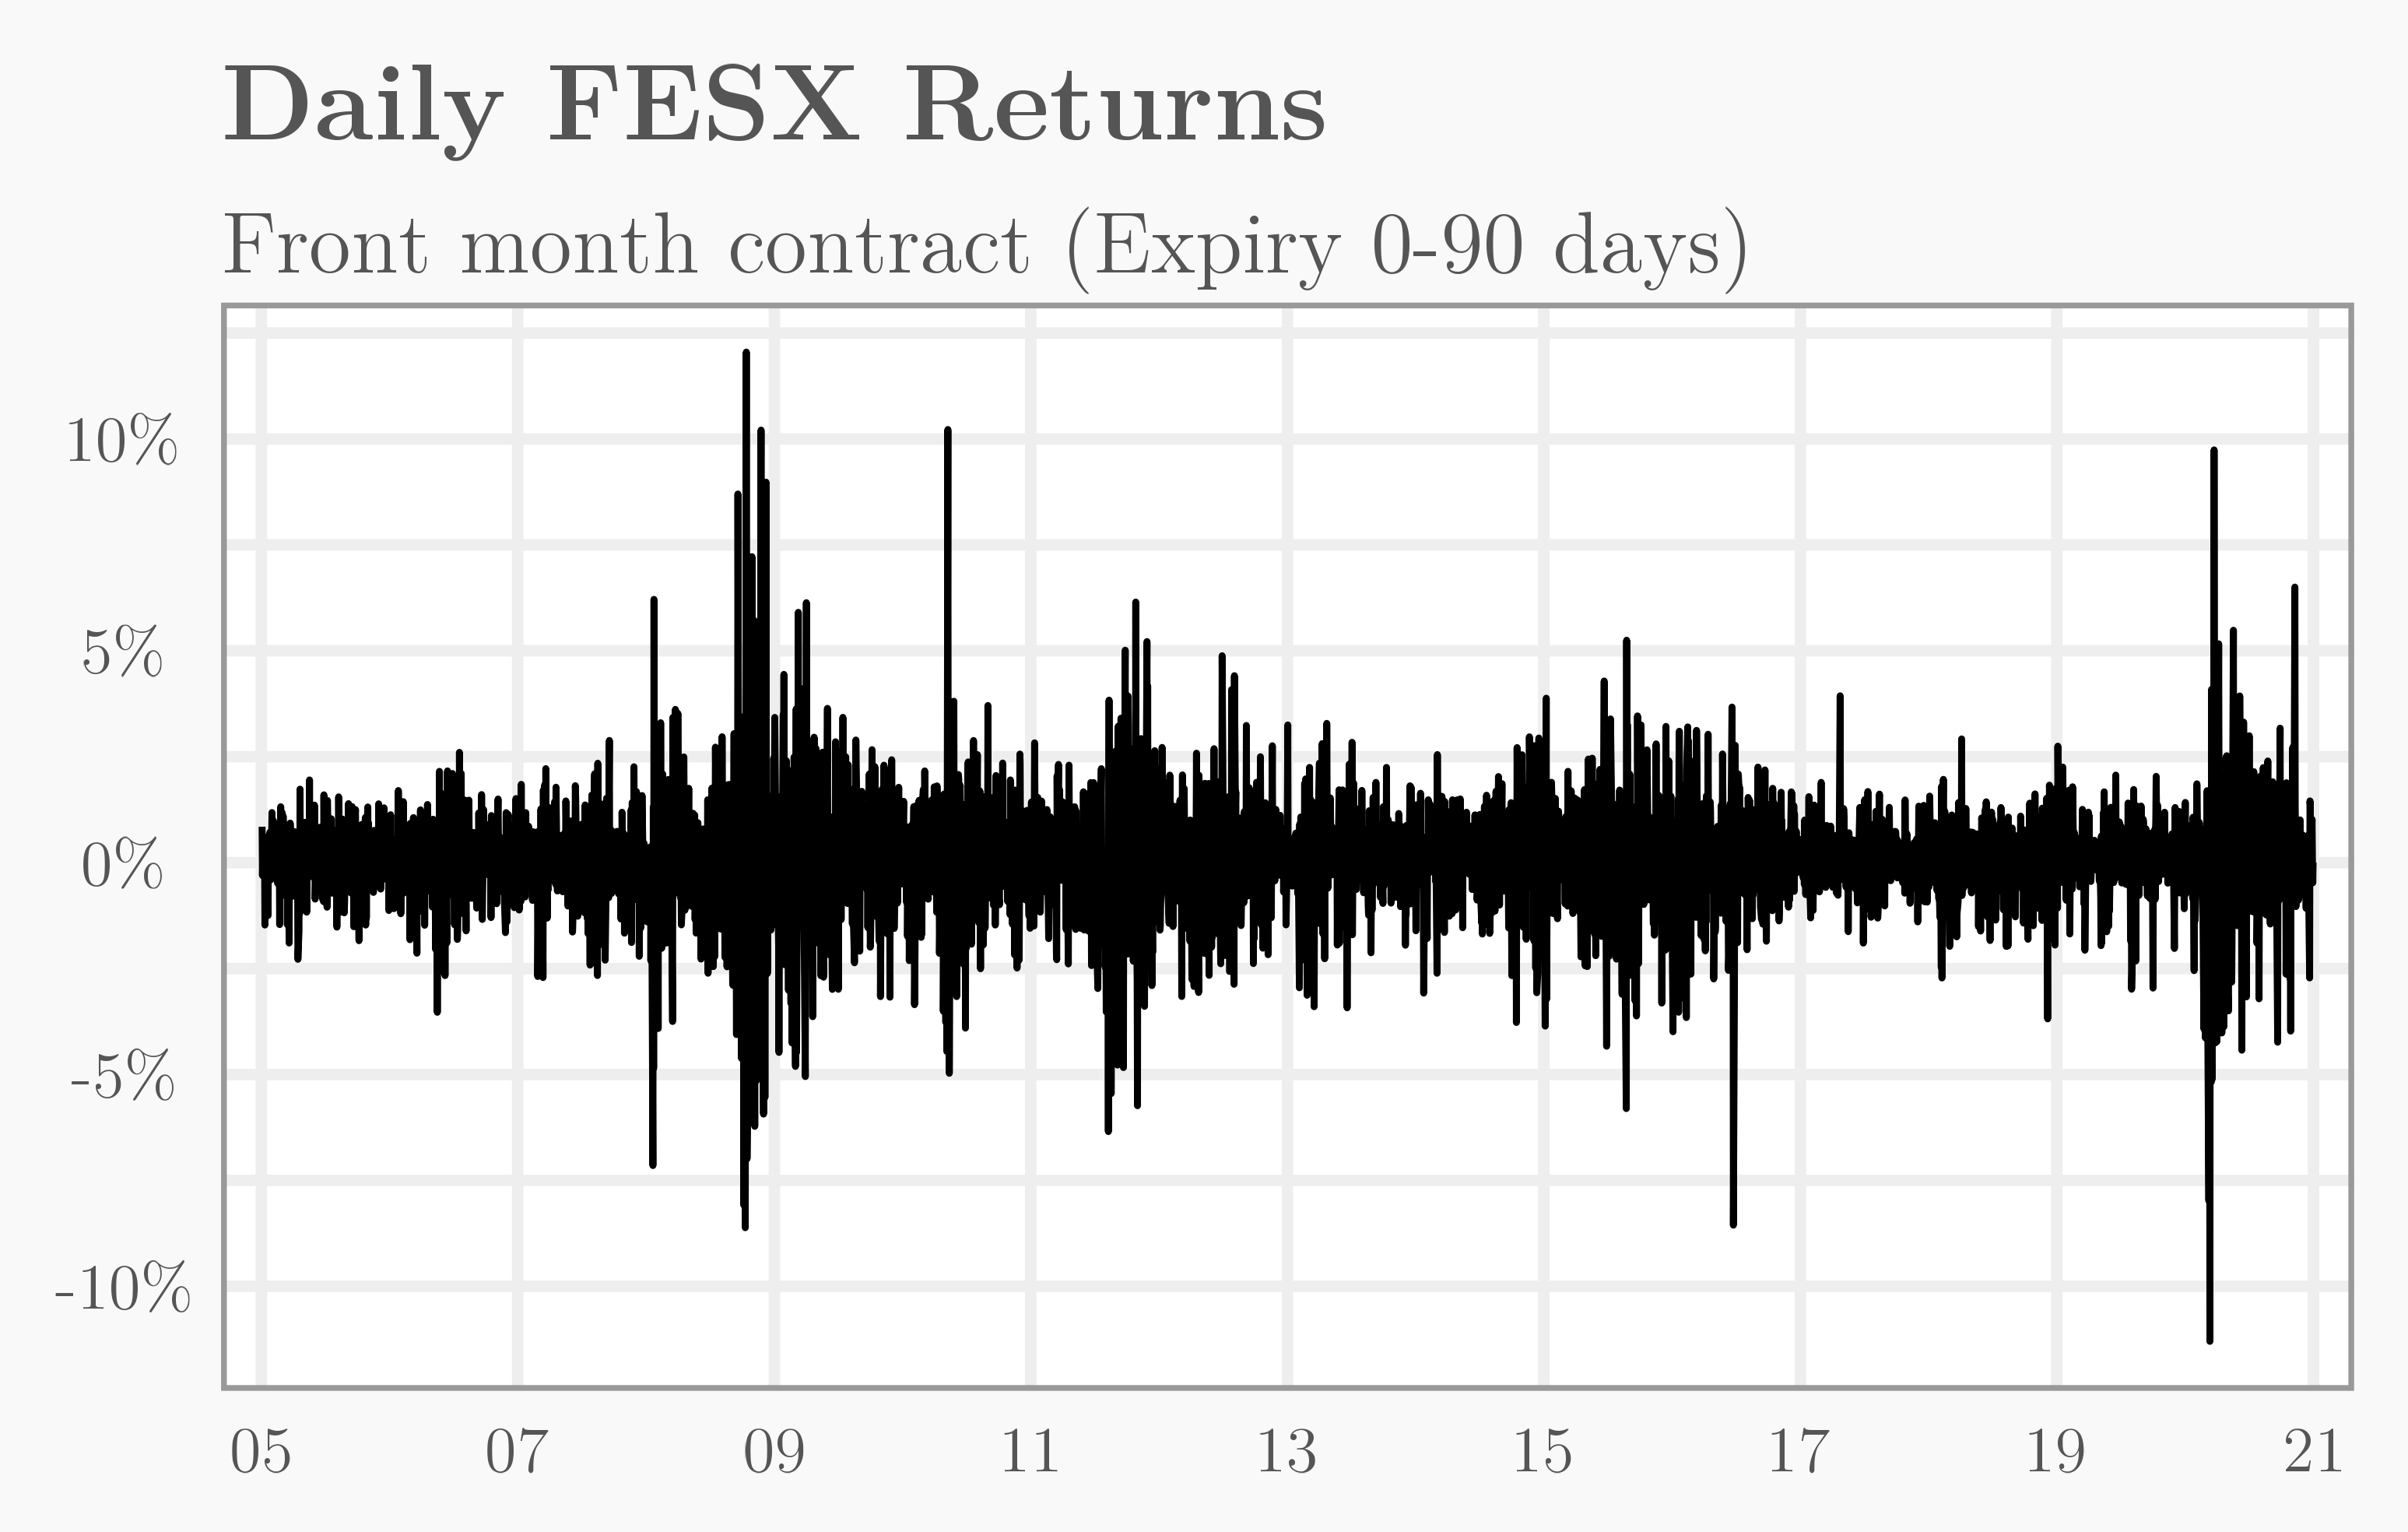 Daily FESX Returns
Front month contract (Expiry 0-90 days)
10%
5%
0%
-5%
-10%
05 07 09 11 13 15 17 19 21